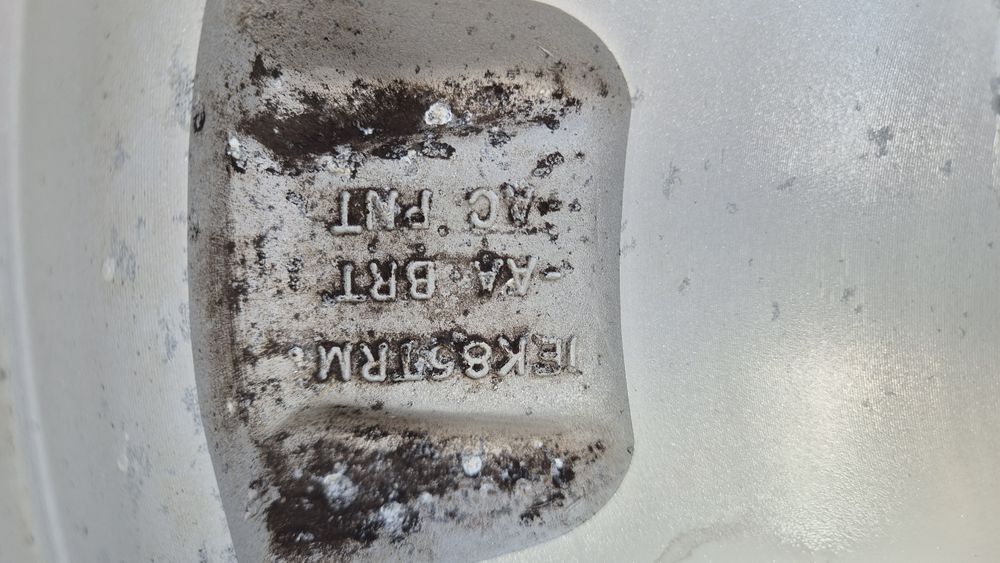 1EK85TRM
-AA BRT
-AC PNT